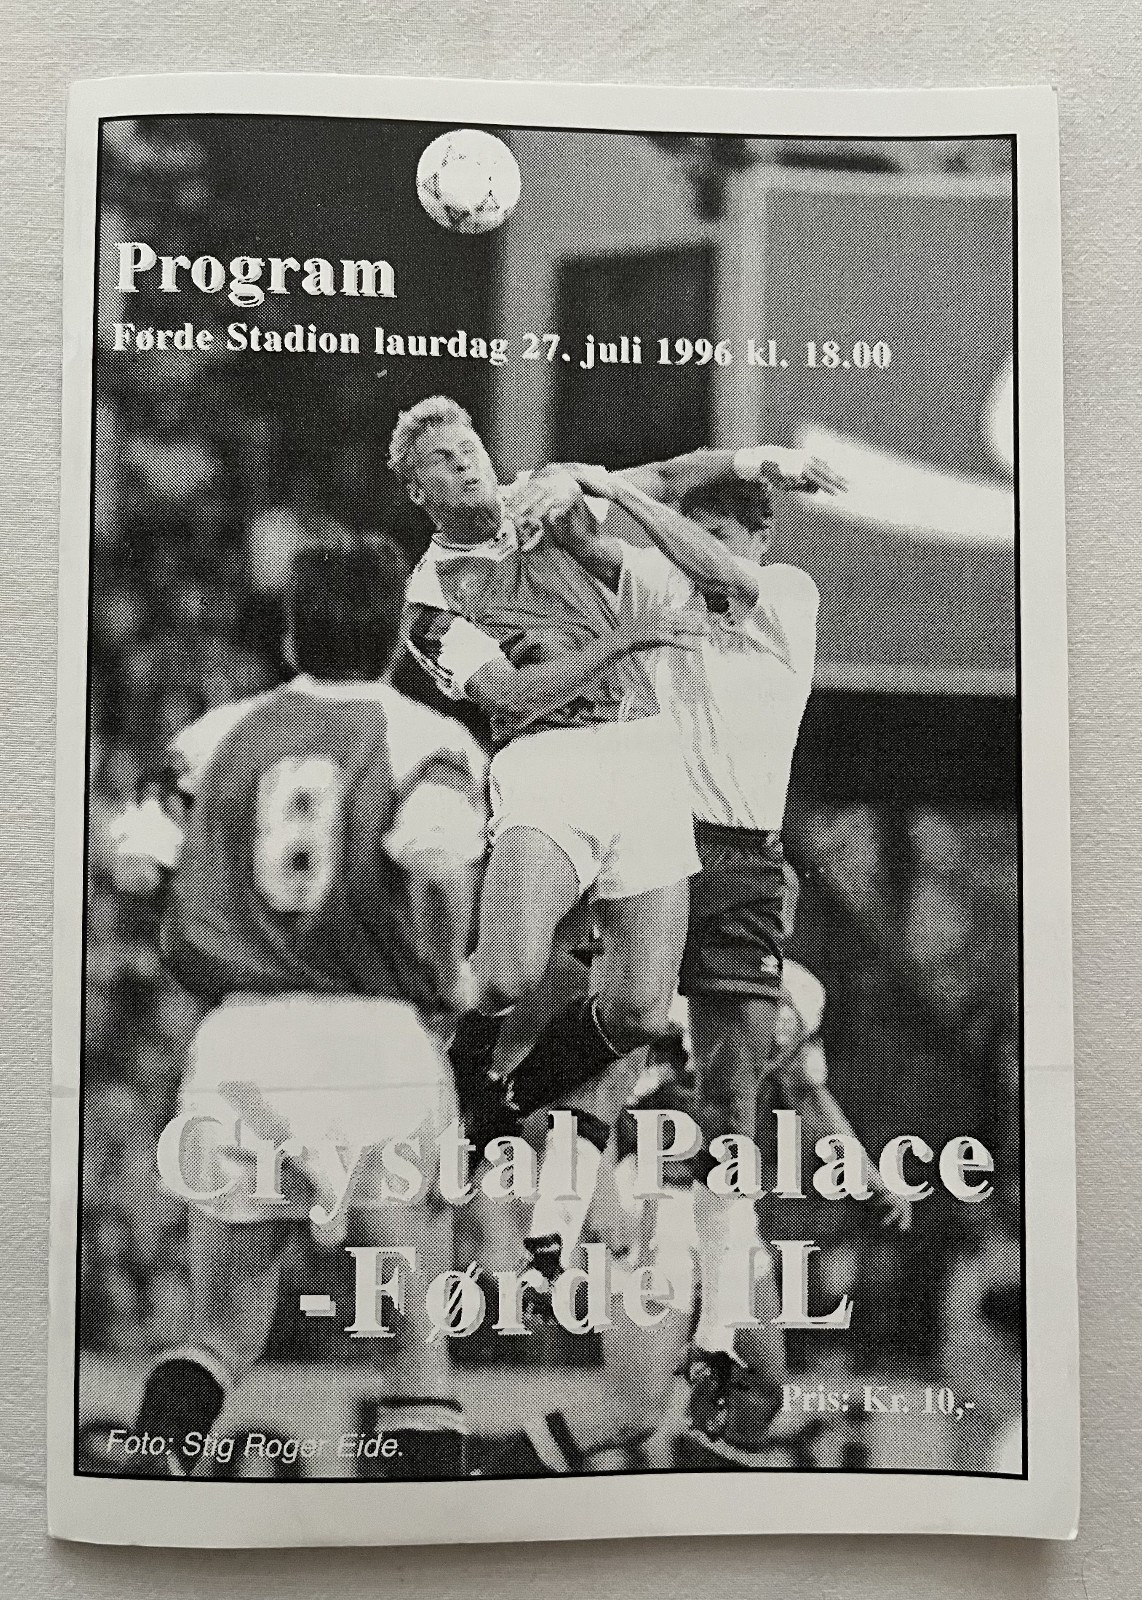 Program
Førde Stadion laurdag 27. juli 1996 kl. 18.00
8
Crystal Palace
-Førde IL
Pris: Kr. 10,-
Foto: Stig Roger Eide.